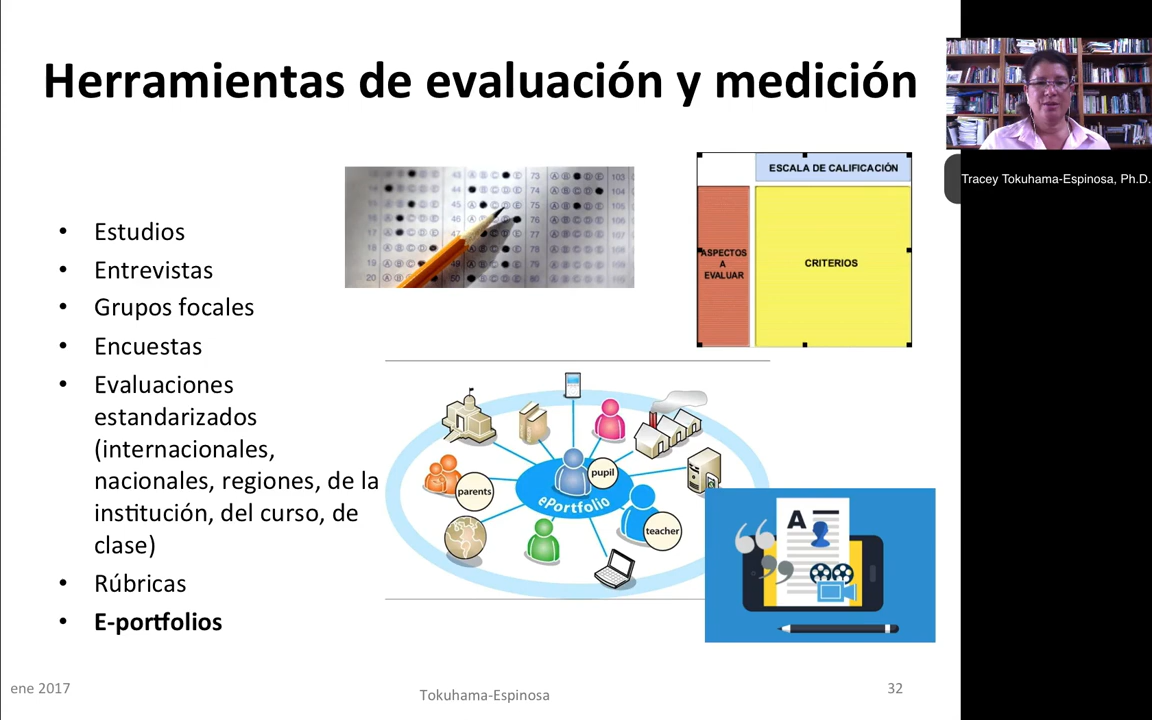 Herramientas de evaluación y medición
Tracey Tokuhama-Espinosa, Ph.D.
• Estudios
• Entrevistas
• Grupos focales
• Encuestas
• Evaluaciones
estandarizados
(internacionales,
nacionales, regiones, de la
institución, del curso, de
clase)
• Rúbricas
• E-portfolios
ESCALA DE CALIFICACIÓN
ASPECTOS
A
EVALUAR
CRITERIOS
pupil
parents
ePortfolio
teacher
A
ene 2017
Tokuhama-Espinosa
32